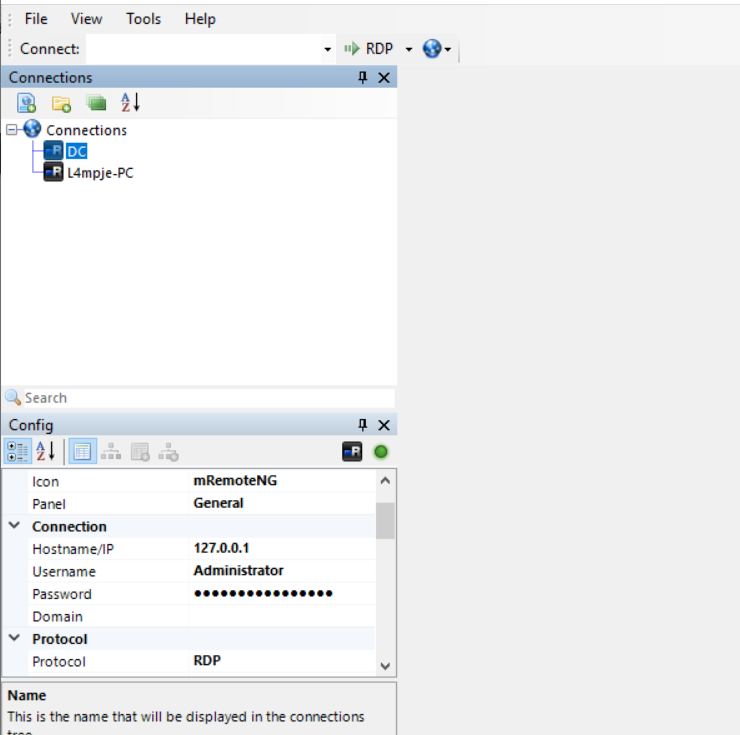 File View Tools Help
Connect: RDP
Connections
Connections
DC
L4mpje-PC
Search
Config
Icon mRemoteNG
Panel General
Connection
Hostname/IP 127.0.0.1
Username Administrator
Password ●●●●●●●●●●●●●●●●
Domain
Protocol
Protocol RDP
Name
This is the name that will be displayed in the connections
tree